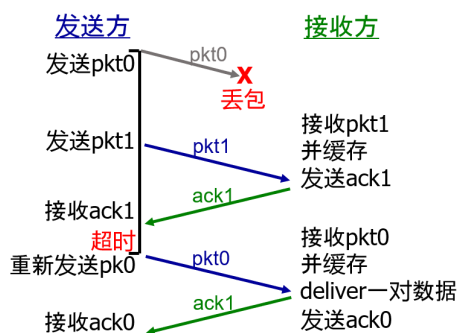 发送方
接收方
发送pkt0
pkt0
X
丢包
发送pkt1
pkt1
接收pkt1
并缓存
发送ack1
ack1
接收ack1
超时
重新发送pk0
pkt0
接收pkt0
并缓存
deliver一对数据
发送ack0
ack1
接收ack0